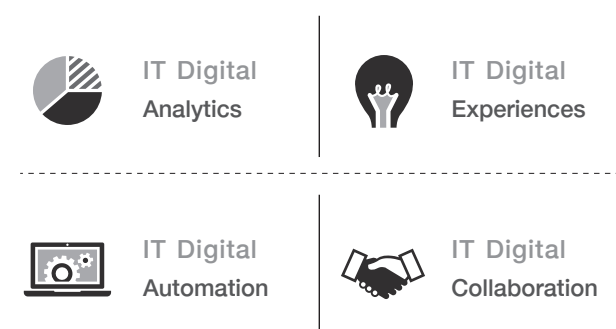 IT Digital
Analytics
IT Digital
Experiences
IT Digital
Automation
IT Digital
Collaboration